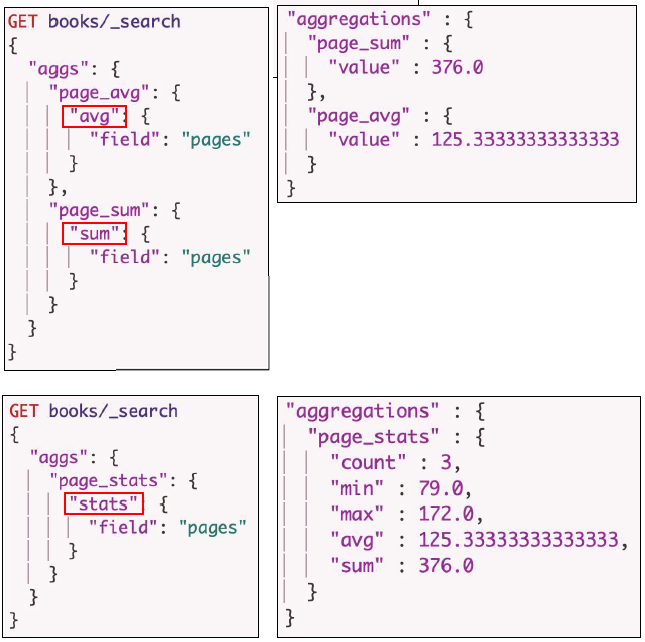 GET books/_search
{
"aggs": {
"page_avg": {
"avg": {
"field": "pages"
}
},
"page_sum": {
"sum": {
"field": "pages"
}
}
}
}
"aggregations" : {
"page_sum" : {
"value" : 376.0
},
"page_avg" : {
"value" : 125.33333333333333
}
}
GET books/_search
{
"aggs": {
"page_stats": {
"stats": {
"field": "pages"
}
}
}
}
"aggregations" : {
"page_stats" : {
"count" : 3,
"min" : 79.0,
"max" : 172.0,
"avg" : 125.33333333333333,
"sum" : 376.0
}
}